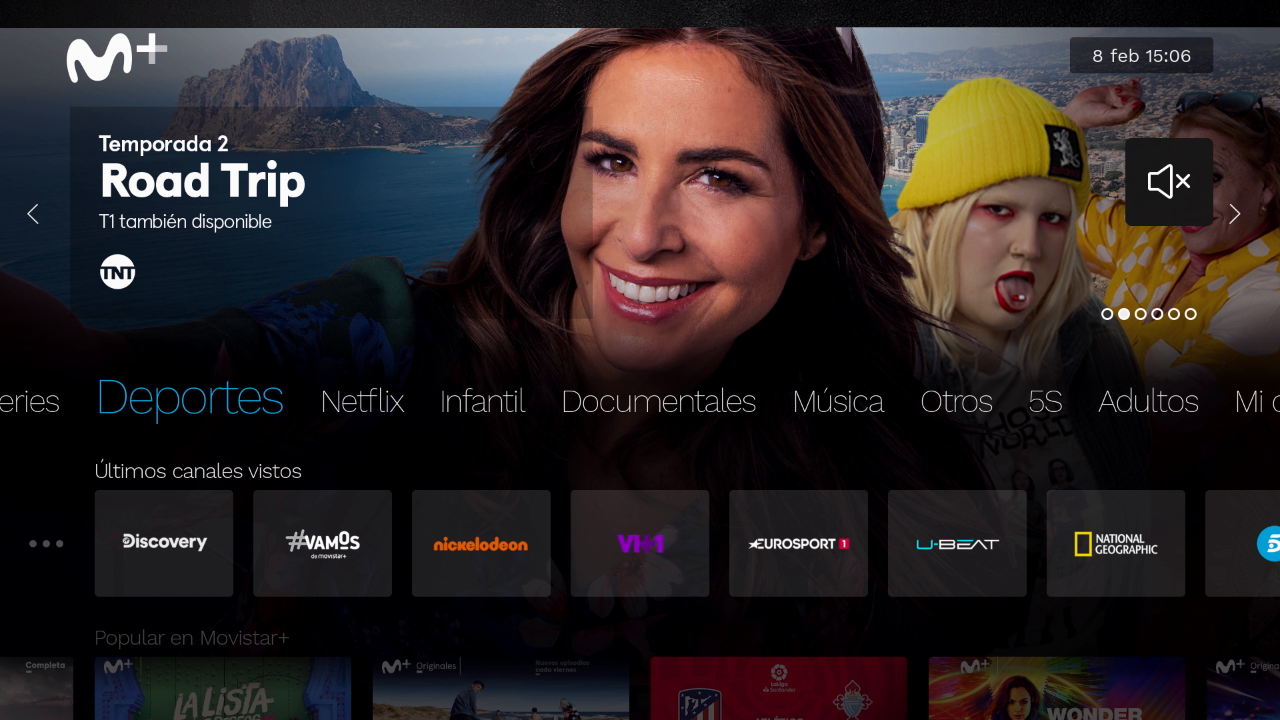 M+
8 feb 15:06
Temporada 2
Road Trip
T1 también disponible
TNT
eries
Deportes
Netflix
Infantil
Documentales
Música
Otros
5S
Adultos
Mi
Últimos canales vistos
Discovery
#VAMOS
de movistar+
nickelodeon
EUROSPORT 1
U-BEAT
NATIONAL
GEOGRAPHIC
5
Popular en Movistar+
Completa
M+
LA LISTA
M+ Originales
Nuevos episodios
cada viernes
LaLiga
Santander
ATLÉTICO
M+
WONDER
M+